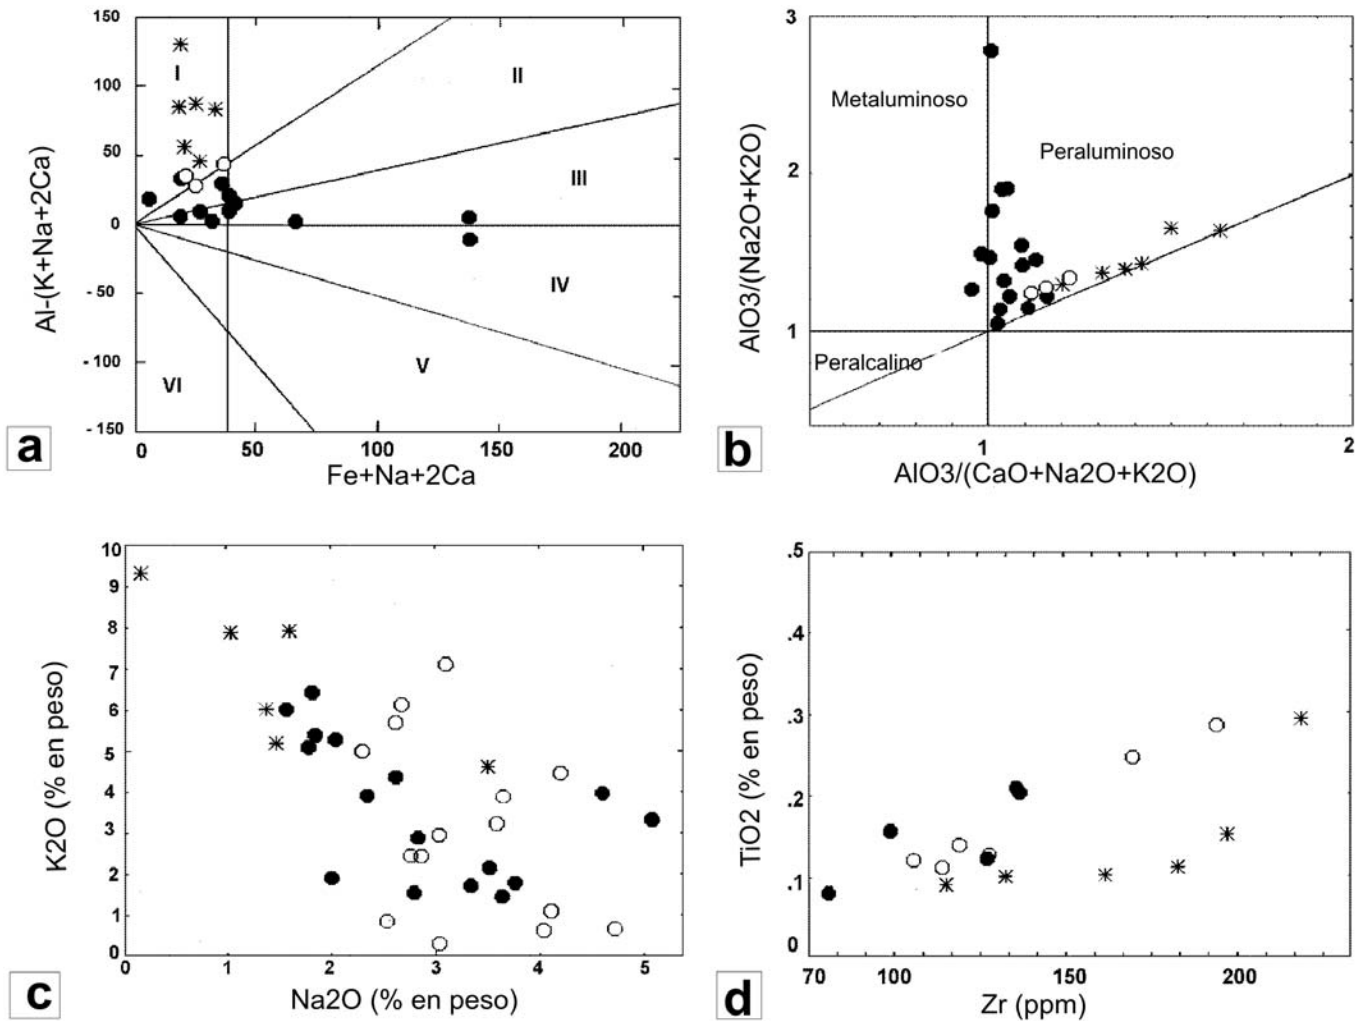 150
100
50
0
- 50
- 100
- 150
Al-(K+Na+2Ca)
I
II
III
IV
V
VI
0
50
100
150
200
Fe+Na+2Ca
a
3
2
1
AlO3/(Na2O+K2O)
Metaluminoso
Peraluminoso
Peralcalino
1
2
AlO3/(CaO+Na2O+K2O)
b
10
9
8
7
6
5
4
3
2
1
0
K2O (% en peso)
0
1
2
3
4
5
Na2O (% en peso)
c
.5
.4
.3
.2
.1
0
TiO2 (% en peso)
70
100
150
200
Zr (ppm)
d